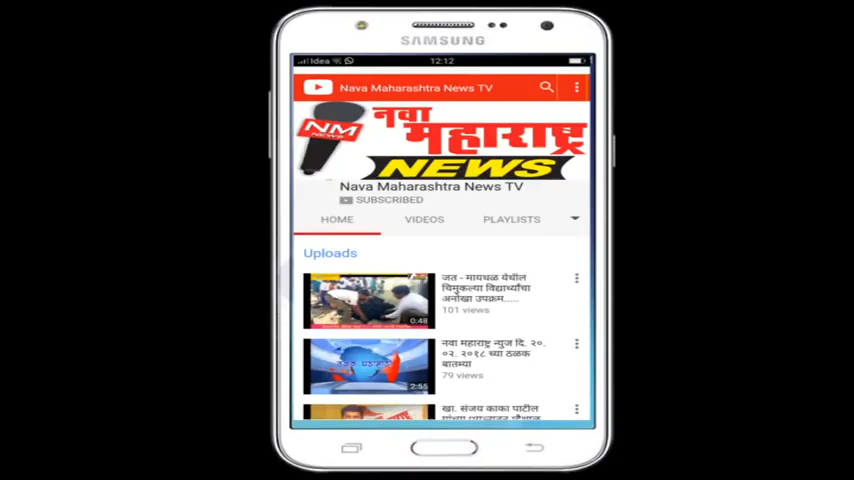 SAMSUNG
Idea
12:12
Nava Maharashtra News TV
नवा
महाराष्ट्र
NM
NEWS
NEWS
Nava Maharashtra News TV
SUBSCRIBED
HOME VIDEOS PLAYLISTS
Uploads
जत - मायथळ येथील
चिमुकल्या विद्यार्थ्यांचा
अनोखा उपक्रम.....
101 views
0:48
नवा महाराष्ट्र न्युज दि. २०.
०२. २०१८ च्या ठळक
बातम्या
79 views
2:55
खा. संजय काका पाटील